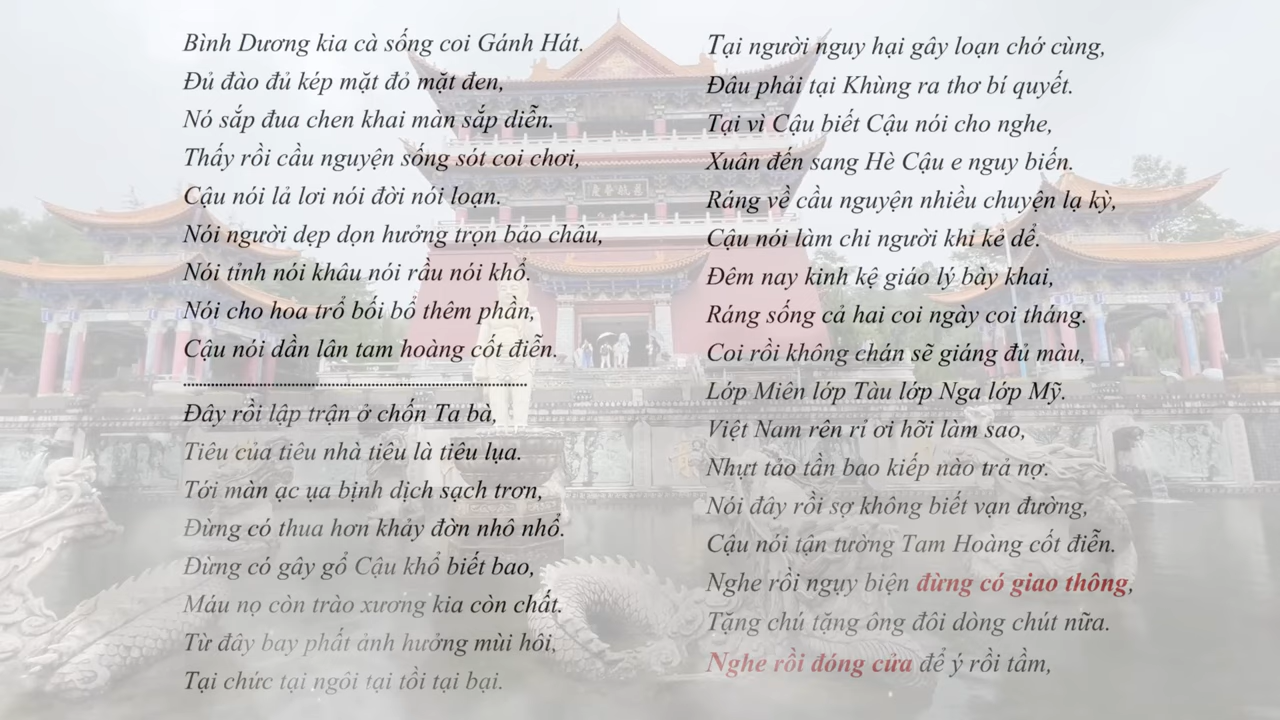 Bình Dương kia cà sống coi Gánh Hát.
Đủ đào đủ kép mặt đỏ mặt đen,
Nó sắp đua chen khai màn sắp diễn.
Thấy rồi cầu nguyện sống sót coi chơi,
Cậu nói lả lơi nói đời nói loạn.
Nói người dẹp dọn hưởng trọn bảo châu,
Nói tỉnh nói khâu nói rầu nói khổ.
Nói cho hoa trổ bối bổ thêm phần,
Cậu nói dần lân tam hoàng cốt điễn.
Đây rồi lập trận ở chốn Ta bà,
Tiêu của tiêu nhà tiêu là tiêu lụa.
Tới màn ạc ụa bịnh dịch sạch trơn,
Đừng có thua hơn khảy đờn nhô nhổ.
Đừng có gây gổ Cậu khổ biết bao,
Máu nọ còn trào xương kia còn chất.
Từ đây bay phất ảnh hưởng mùi hôi,
Tại chức tại ngôi tại tồi tại bại.
Tại người nguy hại gây loạn chớ cùng,
Đâu phải tại Khùng ra thơ bí quyết.
Tại vì Cậu biết Cậu nói cho nghe,
Xuân đến sang Hè Cậu e nguy biến.
Ráng về cầu nguyện nhiều chuyện lạ kỳ,
Cậu nói làm chi người khi kẻ dể.
Đêm nay kinh kệ giáo lý bày khai,
Ráng sống cả hai coi ngày coi tháng.
Coi rồi không chán sẽ giáng đủ màu,
Lớp Miên lớp Tàu lớp Nga lớp Mỹ.
Việt Nam rên rỉ ơi hỡi làm sao,
Nhựt tảo tần bao kiếp nào trả nợ.
Nói đây rồi sợ không biết vạn đường,
Cậu nói tận tường Tam Hoàng cốt điễn.
Nghe rồi ngụy biện đừng có giao thông,
Tặng chú tặng ông đôi dòng chút nữa.
Nghe rồi đóng cửa để ý rồi tầm,